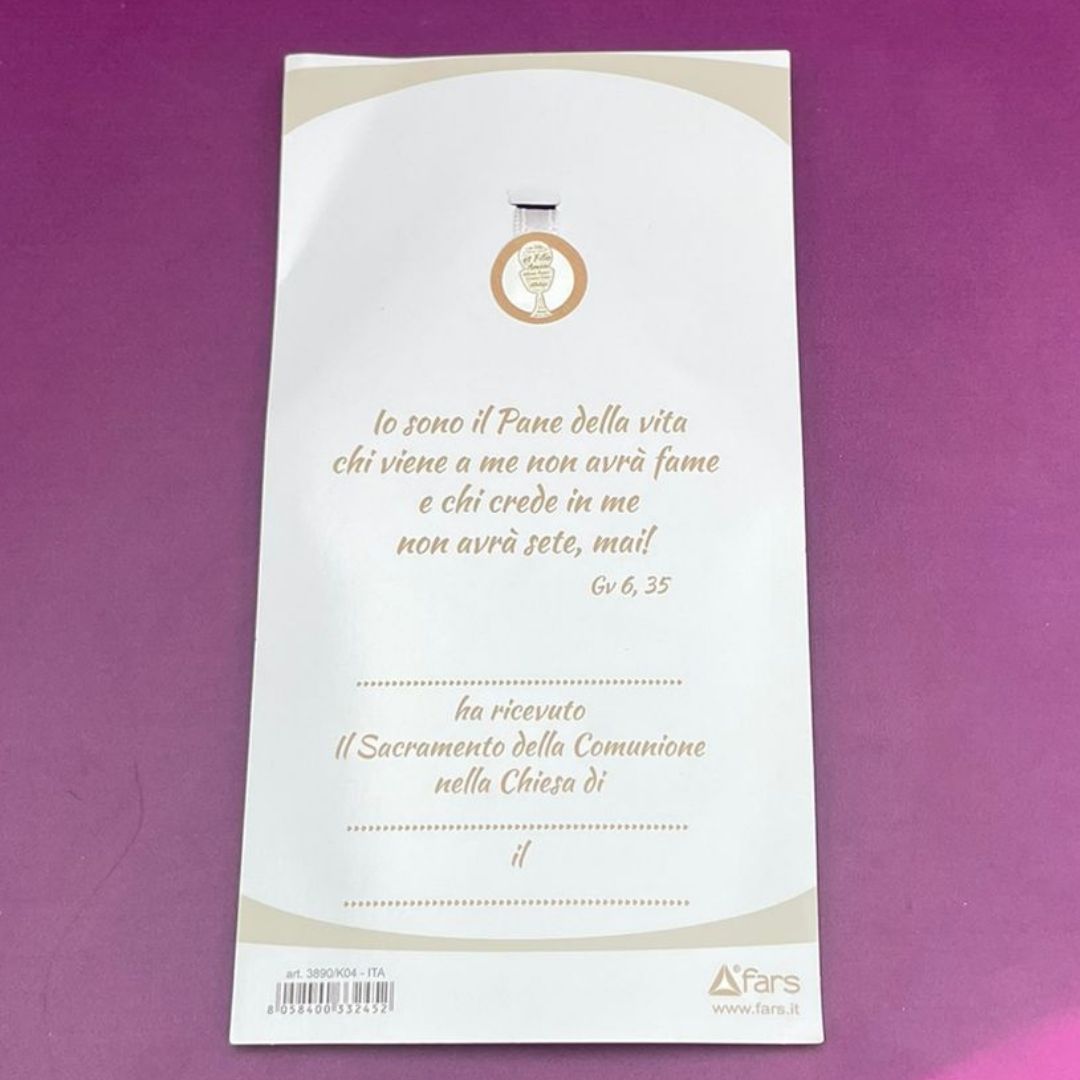 Io sono il Pane della vita
chi viene a me non avrà fame
e chi crede in me
non avrà sete, mai!
Gv 6, 35
ha ricevuto
Il Sacramento della Comunione
nella Chiesa di
il
art. 3890/K04 - ITA
8 058400 332452
fars
www.fars.it